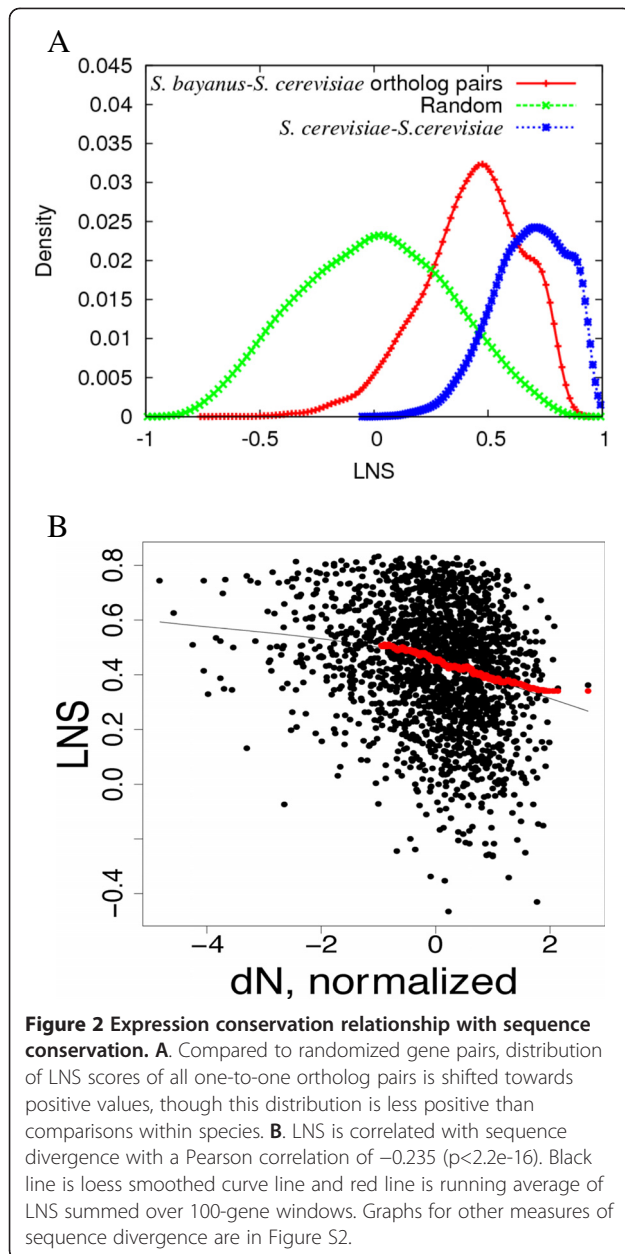 A
0.045
0.04
0.035
0.03
0.025
0.02
0.015
0.01
0.005
0
Density
S. bayanus-S. cerevisiae ortholog pairs
Random
S. cerevisiae-S.cerevisiae
-1 -0.5 0 0.5 1
LNS
B
0.8
0.6
0.4
0.2
0.0
−0.4
LNS
−4 −2 0 2
dN, normalized
Figure 2 Expression conservation relationship with sequence
conservation. A. Compared to randomized gene pairs, distribution
of LNS scores of all one-to-one ortholog pairs is shifted towards
positive values, though this distribution is less positive than
comparisons within species. B. LNS is correlated with sequence
divergence with a Pearson correlation of −0.235 (p<2.2e-16). Black
line is loess smoothed curve line and red line is running average of
LNS summed over 100-gene windows. Graphs for other measures of
sequence divergence are in Figure S2.